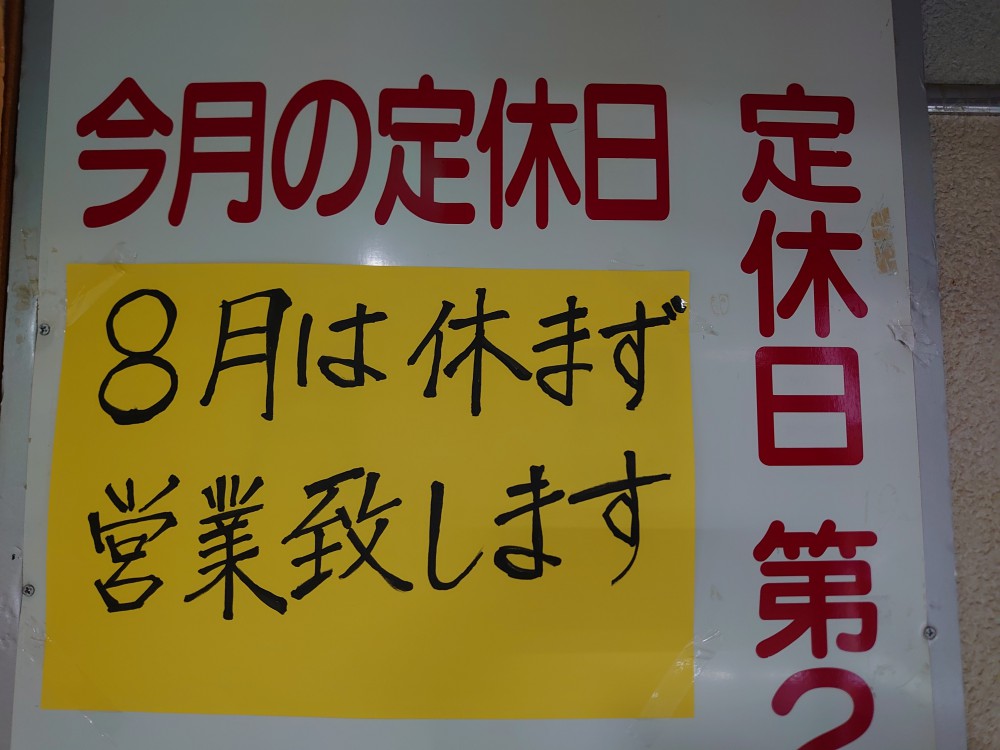 今月の定休日
8月は休まず
営業致します
定休日 第2